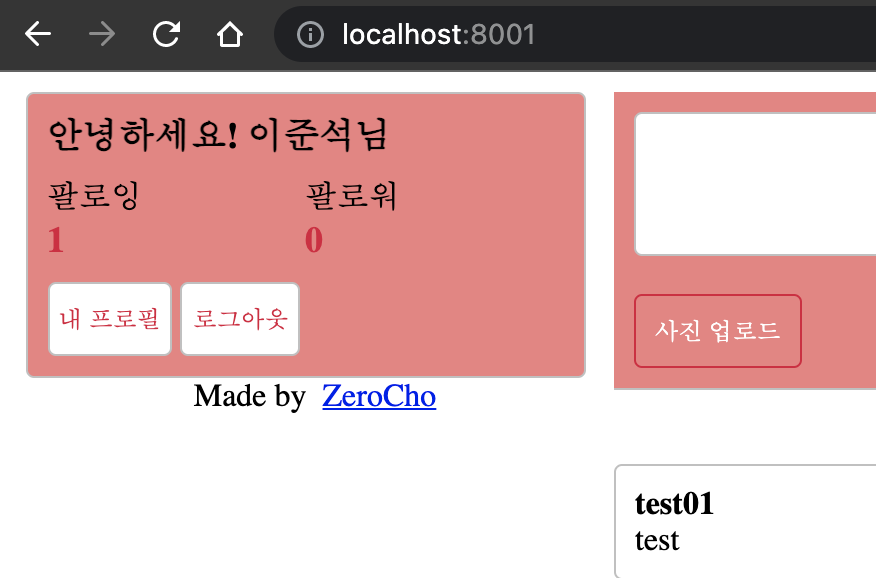 localhost:8001
안녕하세요! 이준석님
팔로잉 팔로워
1 0
내 프로필 로그아웃
Made by ZeroCho
사진 업로드
test01
test